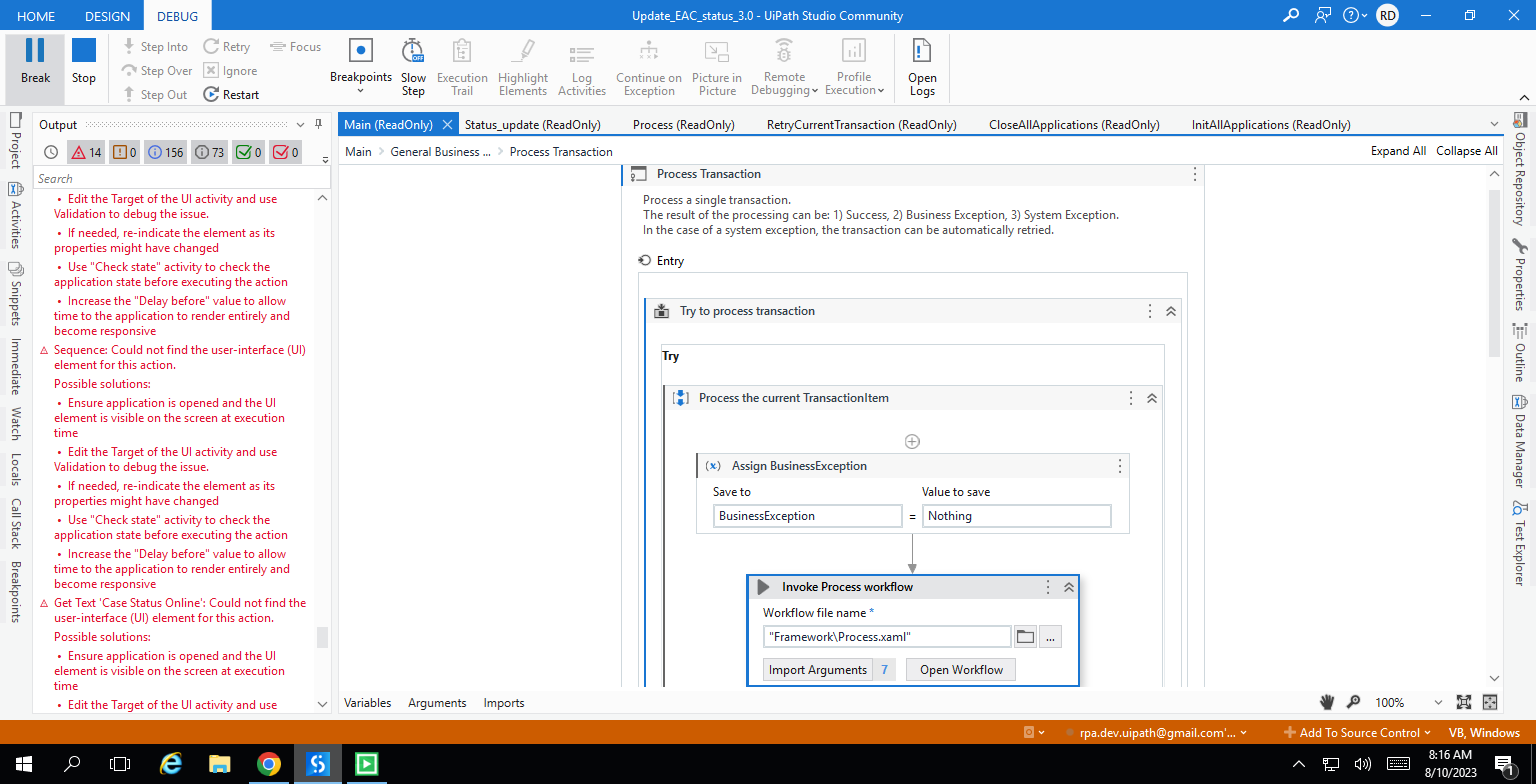 HOME DESIGN DEBUG
Update_EAC_status_3.0 - UiPath Studio Community
RD
Break
Stop
Step Into
Step Over
Step Out
Retry
Ignore
Restart
Focus
Breakpoints
Slow
Step
OFF
Execution
Trail
Highlight
Elements
Log
Activities
Continue on
Exception
Picture in
Picture
Remote
Debugging
Profile
Execution
Open
Logs
Project
Activities
Snippets
Immediate
Watch
Locals
Call Stack
Breakpoints
Output
14 0 156 73 0 0
Search
• Edit the Target of the UI activity and use
Validation to debug the issue.
• If needed, re-indicate the element as its
properties might have changed
• Use "Check state" activity to check the
application state before executing the action
• Increase the "Delay before" value to allow
time to the application to render entirely and
become responsive
Sequence: Could not find the user-interface (UI)
element for this action.
Possible solutions:
• Ensure application is opened and the UI
element is visible on the screen at execution
time
• Edit the Target of the UI activity and use
Validation to debug the issue.
• If needed, re-indicate the element as its
properties might have changed
• Use "Check state" activity to check the
application state before executing the action
• Increase the "Delay before" value to allow
time to the application to render entirely and
become responsive
Get Text 'Case Status Online': Could not find the
user-interface (UI) element for this action.
Possible solutions:
• Ensure application is opened and the UI
element is visible on the screen at execution
time
• Edit the Target of the UI activity and use
Main (ReadOnly) Status_update (ReadOnly) Process (ReadOnly) RetryCurrentTransaction (ReadOnly) CloseAllApplications (ReadOnly) InitAllApplications (ReadOnly)
Main > General Business ... > Process Transaction
Expand All Collapse All
Process Transaction
Process a single transaction.
The result of the processing can be: 1) Success, 2) Business Exception, 3) System Exception.
In the case of a system exception, the transaction can be automatically retried.
Entry
Try to process transaction
Try
Process the current TransactionItem
(x) Assign BusinessException
Save to Value to save
BusinessException = Nothing
Invoke Process workflow
Workflow file name *
"Framework\Process.xaml"
...
Import Arguments 7 Open Workflow
Variables Arguments Imports
100%
Object Repository
Properties
Outline
Data Manager
Test Explorer
rpa.dev.uipath@gmail.com'...
Add To Source Control
VB, Windows
8:16 AM
8/10/2023
1